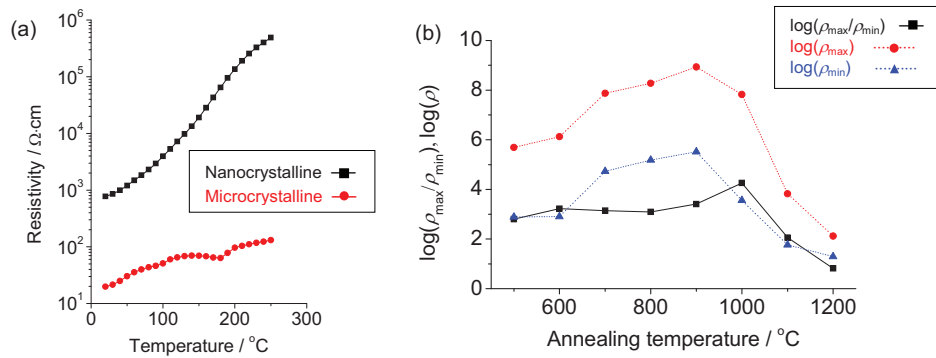 (a)
10^6
10^5
10^4
10^3
10^2
10^1
Resistivity / Ω·cm
Nanocrystalline
Microcrystalline
0
100
200
300
Temperature / °C
(b)
log(ρmax/ρmin)
log(ρmax)
log(ρmin)
10
8
6
4
2
0
log(ρmax/ρmin), log(ρ)
600
800
1000
1200
Annealing temperature / °C